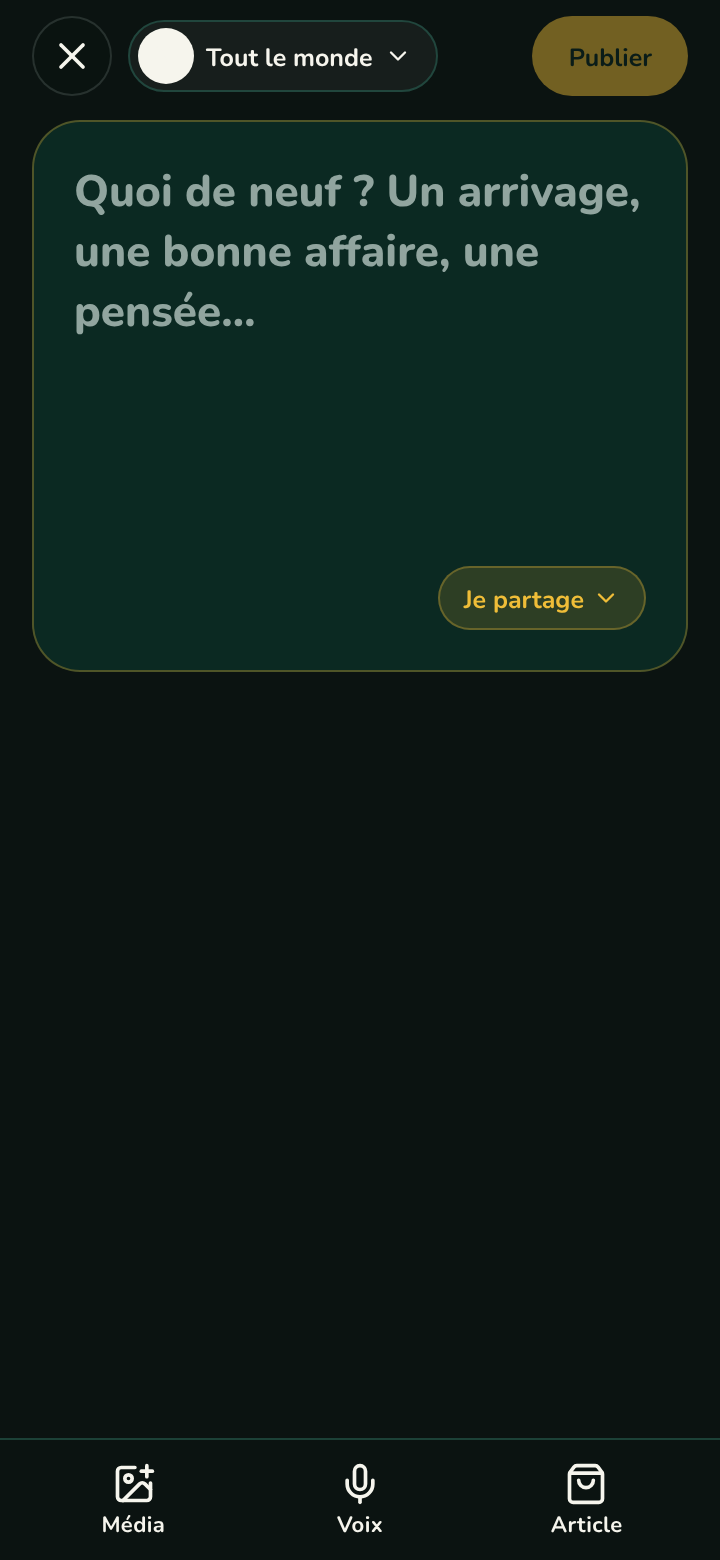 Tout le monde
Publier
Quoi de neuf ? Un arrivage,
une bonne affaire, une
pensée...
Je partage
Média
Voix
Article